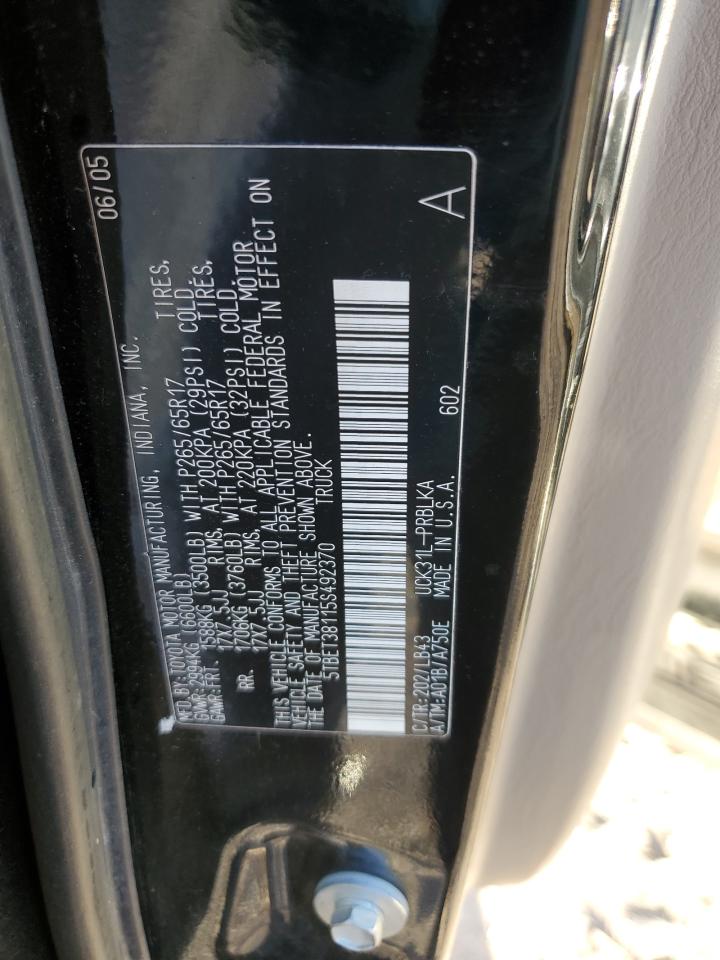 MFD.BY:TOYOTA MOTOR MANUFACTURING, INDIANA, INC. 06/05
GVWR:2994KG (6600LB)
GAWR:FRT. 1588KG (3500LB) WITH P265/65R17 TIRES,
17X7.5JJ RIMS, AT 200KPA (29PSI) COLD.
RR. 1706KG (3760LB) WITH P265/65R17 TIRES,
17X7.5JJ RIMS, AT 220KPA (32PSI) COLD.
THIS VEHICLE CONFORMS TO ALL APPLICABLE FEDERAL MOTOR
VEHICLE SAFETY AND THEFT PREVENTION STANDARDS IN EFFECT ON
THE DATE OF MANUFACTURE SHOWN ABOVE.
5TBET38115S492370 TRUCK
C/TR:202/LB43 UCK31L-PRBLKA 602 A
A/TM:A01B/A750E MADE IN U.S.A.